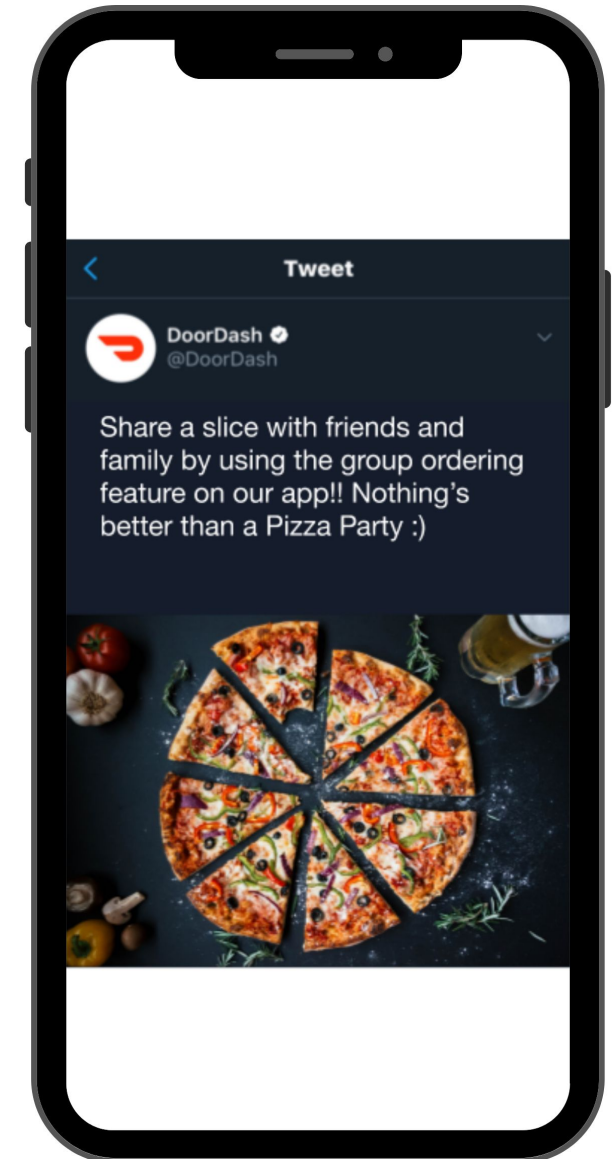 Tweet
DoorDash
@DoorDash
Share a slice with friends and
family by using the group ordering
feature on our app!! Nothing’s
better than a Pizza Party :)